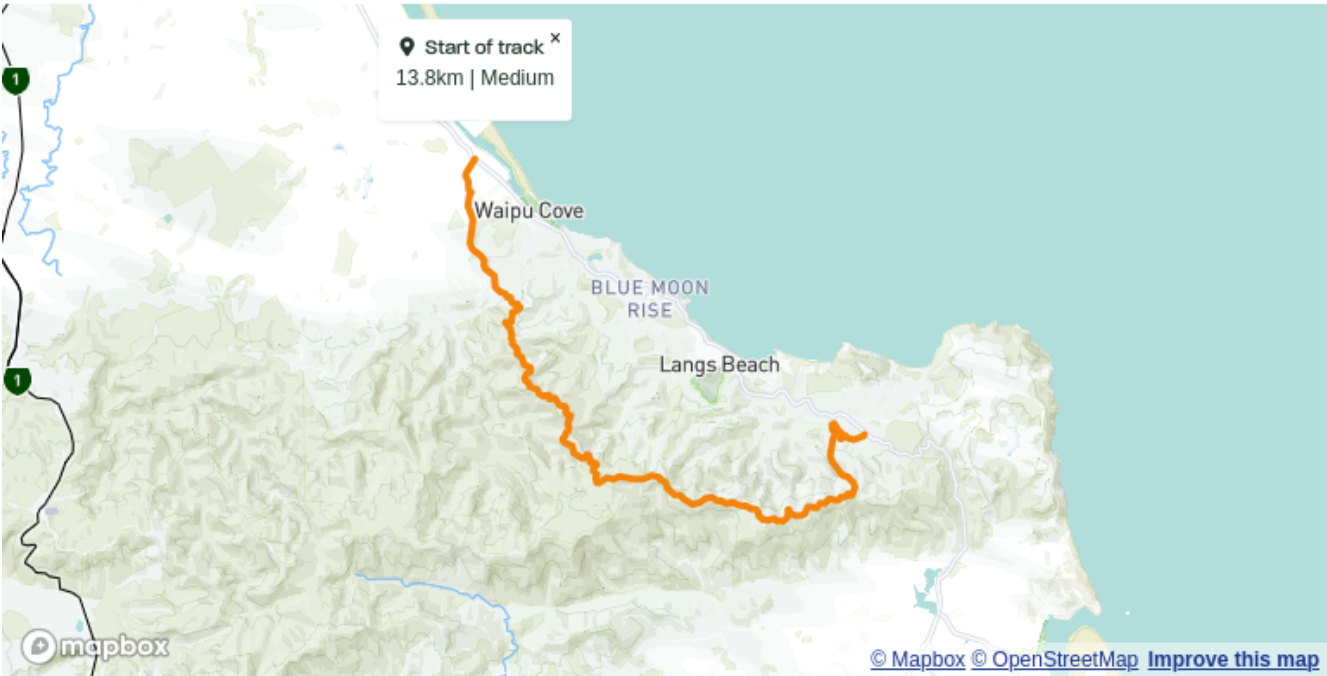 Start of track ×
13.8km | Medium
1
Waipu Cove
BLUE MOON
RISE
Langs Beach
1
mapbox
© Mapbox © OpenStreetMap Improve this map